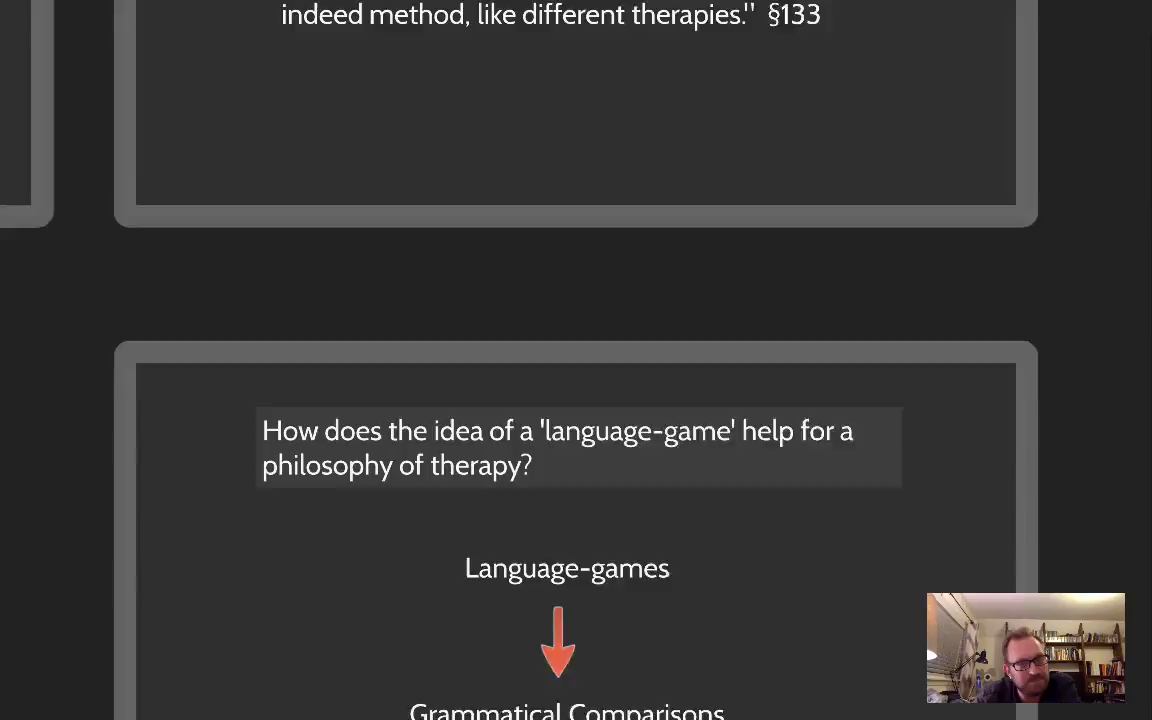 indeed method, like different therapies." §133
How does the idea of a 'language-game' help for a
philosophy of therapy?
Language-games
Grammatical Comparisons